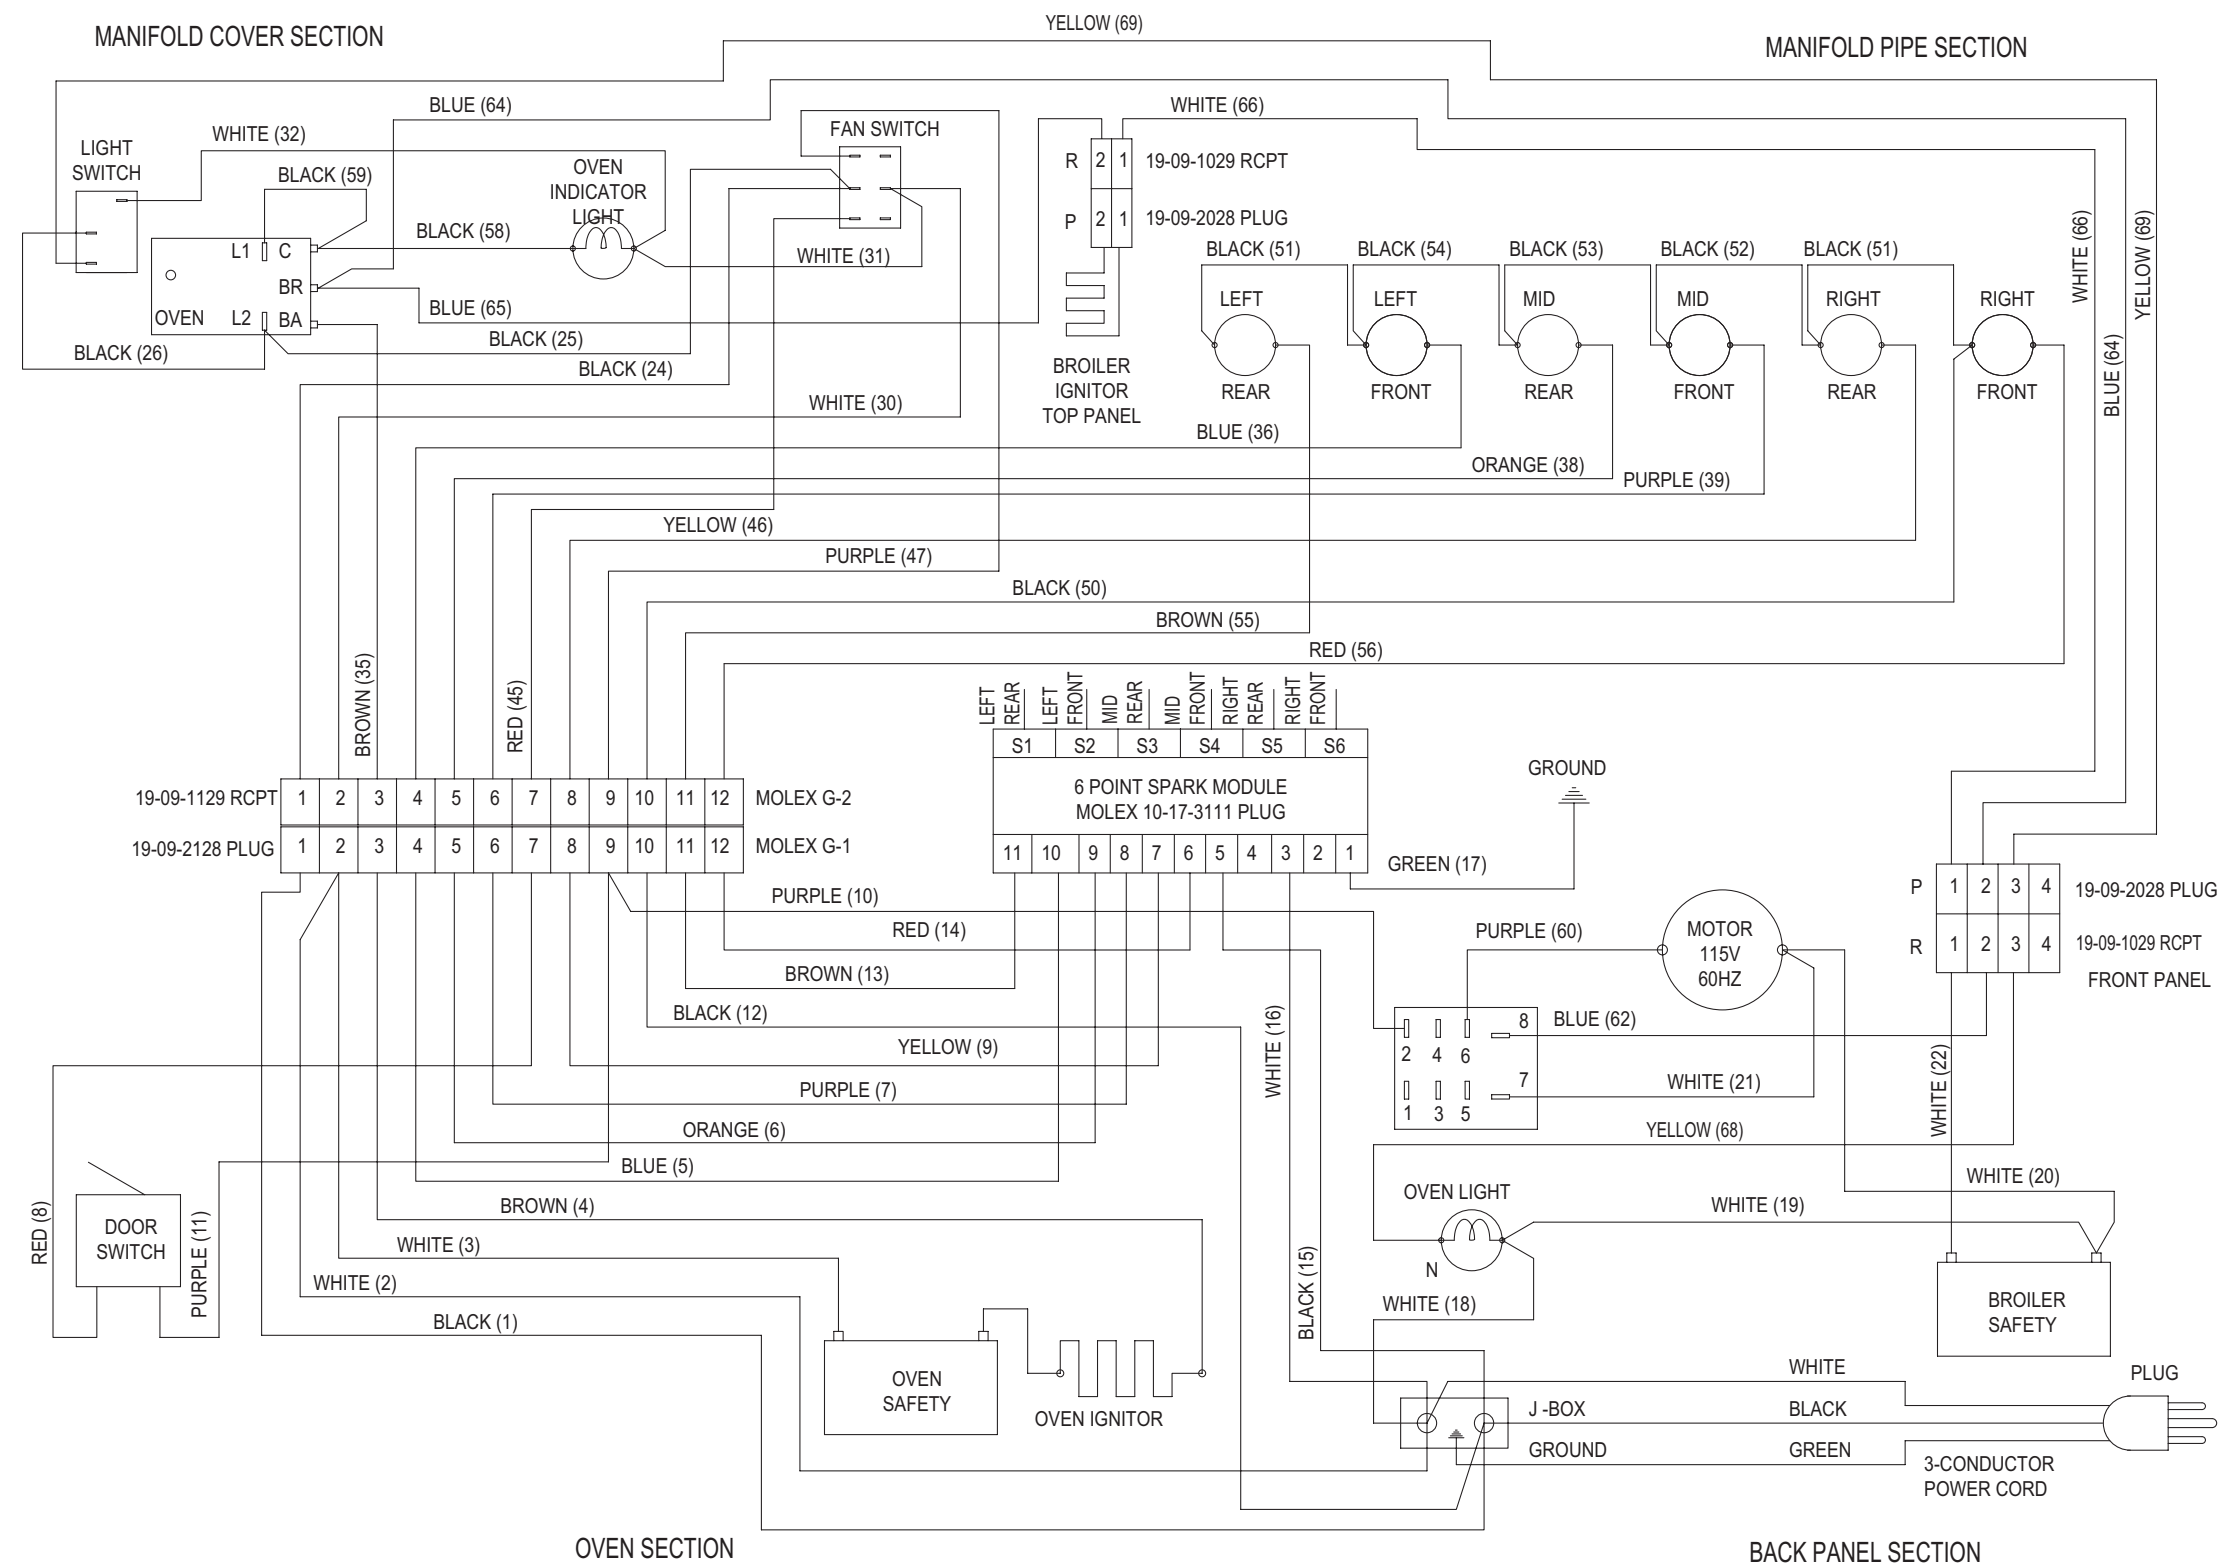 YELLOW (69)
MANIFOLD COVER SECTION
MANIFOLD PIPE SECTION
BLUE (64)
WHITE (66)
WHITE (32)
FAN SWITCH
LIGHT
SWITCH
BLACK (59)
OVEN
INDICATOR
LIGHT
R 2 1 19-09-1029 RCPT
P 2 1 19-09-2028 PLUG
BLACK (58)
WHITE (31)
L1 C
BR
OVEN L2 BA
BLUE (65)
BLACK (25)
BLACK (26)
BLACK (24)
WHITE (30)
BROILER
IGNITOR
TOP PANEL
BLACK (51) BLACK (54) BLACK (53) BLACK (52) BLACK (51)
LEFT LEFT MID MID RIGHT RIGHT
REAR FRONT REAR FRONT REAR FRONT
WHITE (66)
YELLOW (69)
BLUE (64)
BLUE (36)
ORANGE (38)
PURPLE (39)
YELLOW (46)
PURPLE (47)
BLACK (50)
BROWN (55)
RED (56)
BROWN (35)
RED (45)
LEFT
REAR
LEFT
FRONT
MID
REAR
MID
FRONT
RIGHT
REAR
RIGHT
FRONT
S1 S2 S3 S4 S5 S6
6 POINT SPARK MODULE
MOLEX 10-17-3111 PLUG
11 10 9 8 7 6 5 4 3 2 1
GROUND
GREEN (17)
19-09-1129 RCPT 1 2 3 4 5 6 7 8 9 10 11 12 MOLEX G-2
19-09-2128 PLUG 1 2 3 4 5 6 7 8 9 10 11 12 MOLEX G-1
PURPLE (10)
RED (14)
BROWN (13)
BLACK (12)
YELLOW (9)
PURPLE (7)
ORANGE (6)
BLUE (5)
BROWN (4)
WHITE (3)
WHITE (2)
BLACK (1)
PURPLE (60)
MOTOR
115V
60HZ
P 1 2 3 4 19-09-2028 PLUG
R 1 2 3 4 19-09-1029 RCPT
FRONT PANEL
8
2 4 6
7
1 3 5
BLUE (62)
WHITE (21)
WHITE (16)
WHITE (22)
YELLOW (68)
WHITE (20)
OVEN LIGHT
WHITE (19)
N
WHITE (18)
BLACK (15)
RED (8)
DOOR
SWITCH
PURPLE (11)
OVEN
SAFETY
OVEN IGNITOR
BROILER
SAFETY
WHITE
PLUG
J -BOX BLACK
GROUND GREEN
3-CONDUCTOR
POWER CORD
OVEN SECTION
BACK PANEL SECTION